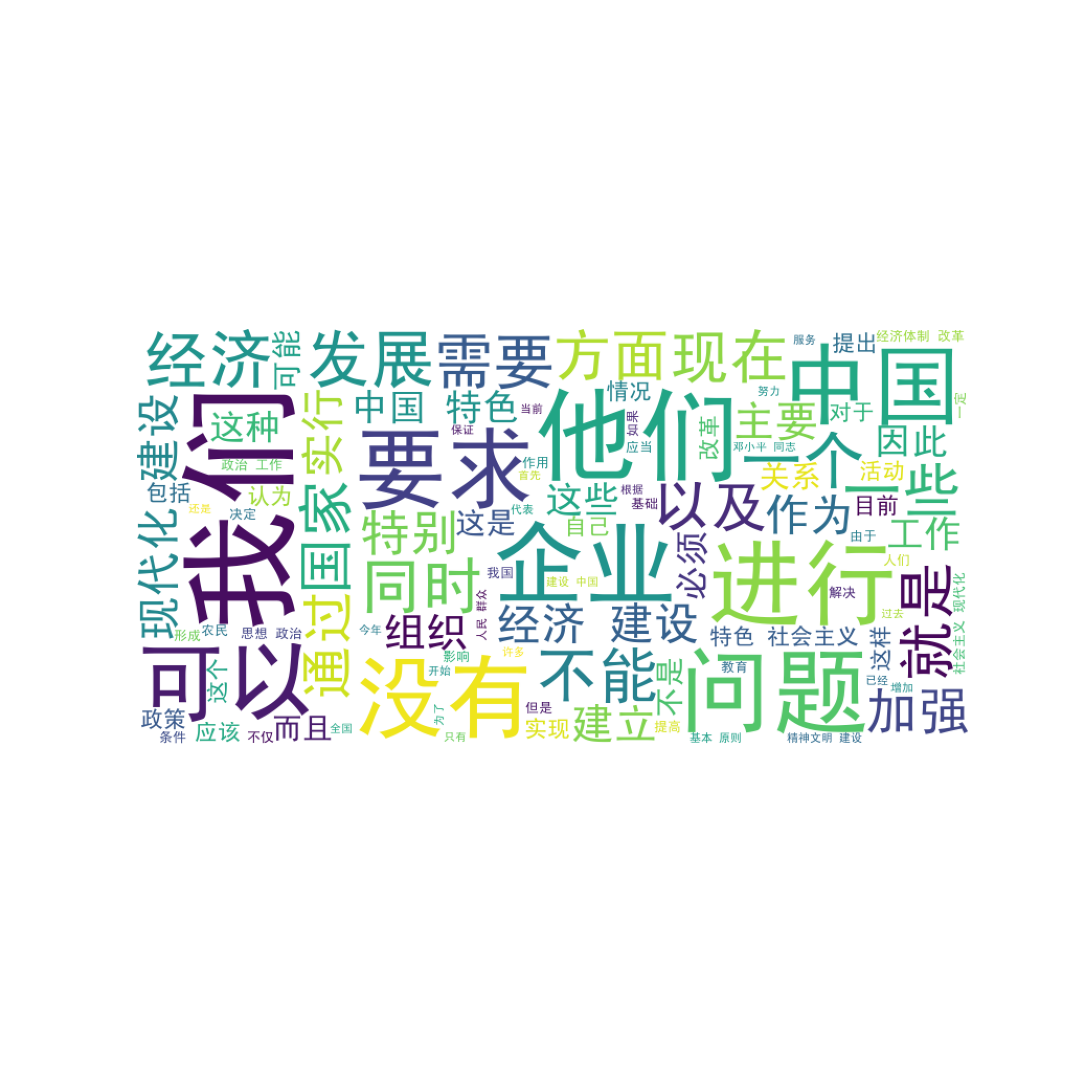 经济
可能
发展
需要
方面
现在
服务
提出
经济体制 改革
中国
建设
我们
这种
实行
中国 特色
当前
保证
要求
他们
情况
如果
应当
改革
努力
主要
邓小平 同志
一个
对于
因此
一定
一些
政治 工作
包括
认为
还是
决定
国家
特别
这是
作用
首先
代表
这些
自己
根据
基础
以及
关系
作为
活动
目前
工作
由于
人们
现代化
同时
我国
企业
建设 中国
必须
进行
解决
就是
过去
社会主义 现代化
形成
农民
思想 政治
通过
今年
组织
人民 群众
经济 建设
特色 社会主义
这样
可以
这个
没有
影响
开始
许多
不能
不是
问题
教育
已经
增加
加强
政策
条件
应该
不仅
而且
全国
为了
只有
但是
实现
建立
提高
基本 原则
精神文明 建设